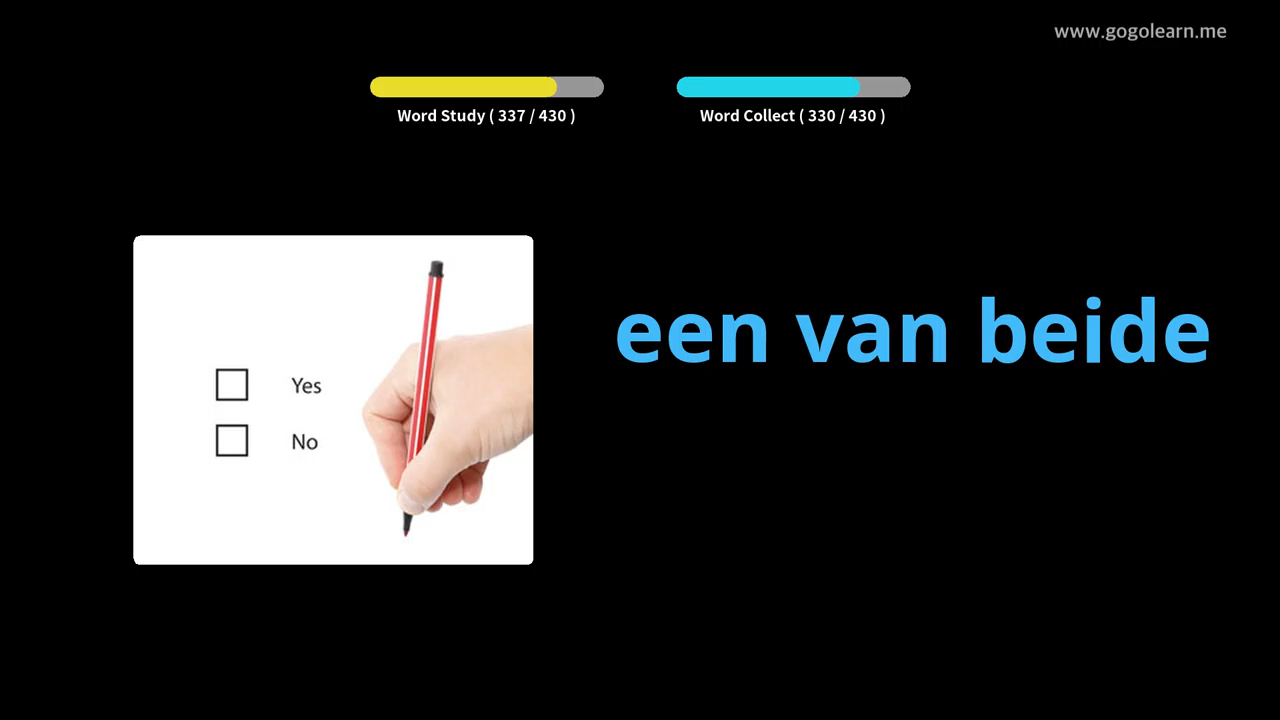 www.gogolearn.me
Word Study ( 337 / 430 )
Word Collect ( 330 / 430 )
een van beide
Yes
No